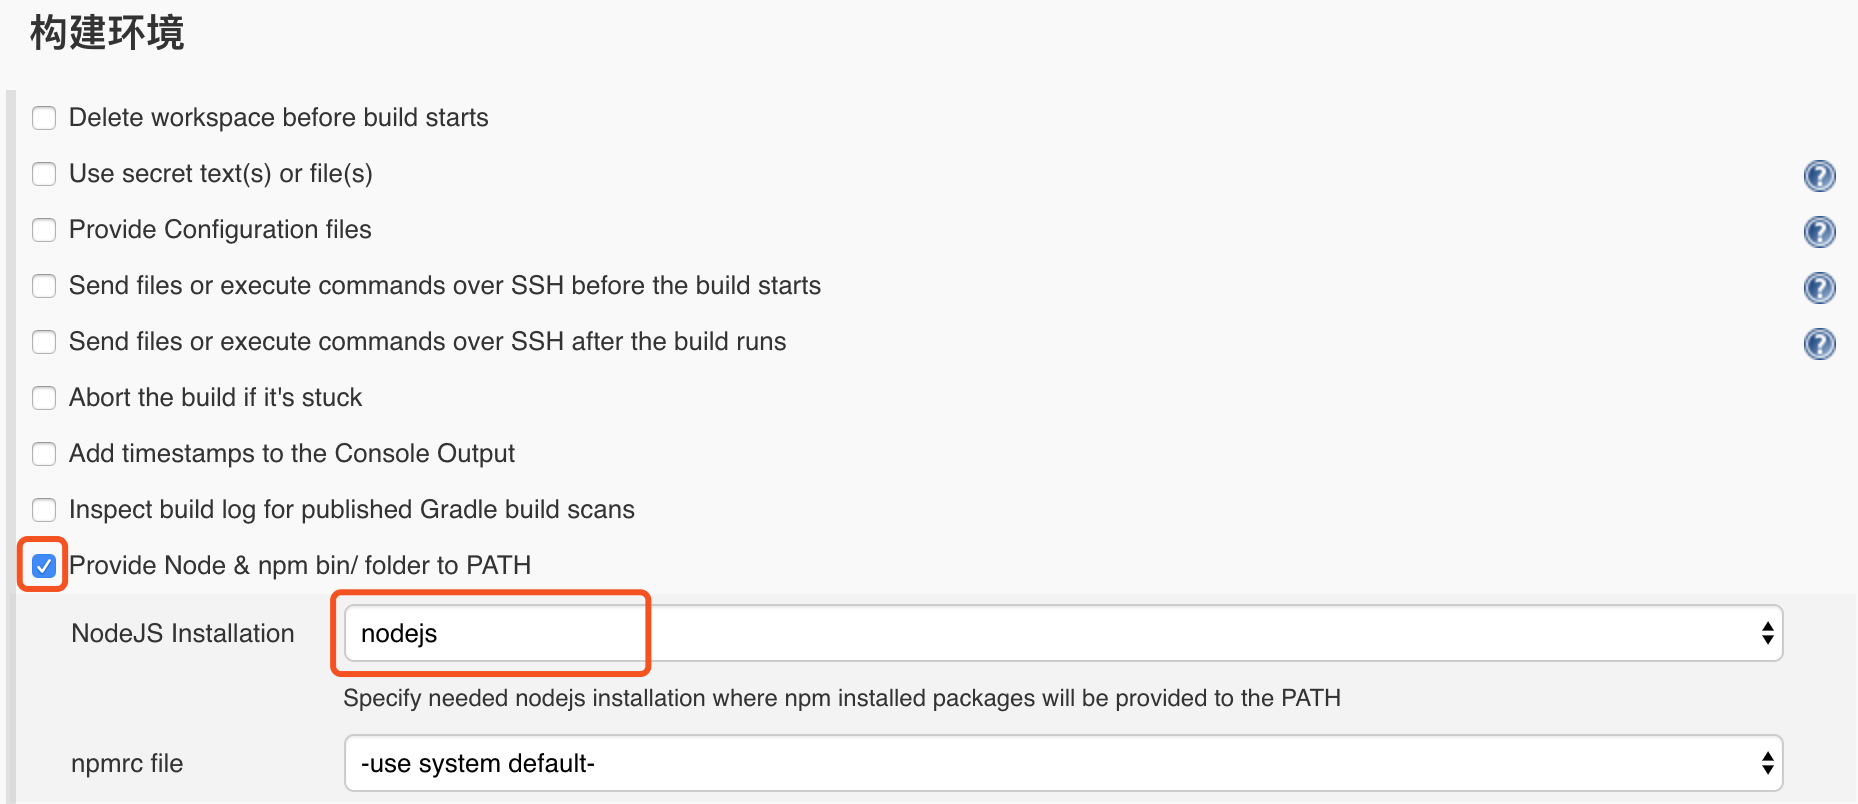 构建环境
Delete workspace before build starts
Use secret text(s) or file(s)
Provide Configuration files
Send files or execute commands over SSH before the build starts
Send files or execute commands over SSH after the build runs
Abort the build if it's stuck
Add timestamps to the Console Output
Inspect build log for published Gradle build scans
Provide Node & npm bin/ folder to PATH
NodeJS Installation nodejs
Specify needed nodejs installation where npm installed packages will be provided to the PATH
npmrc file -use system default-